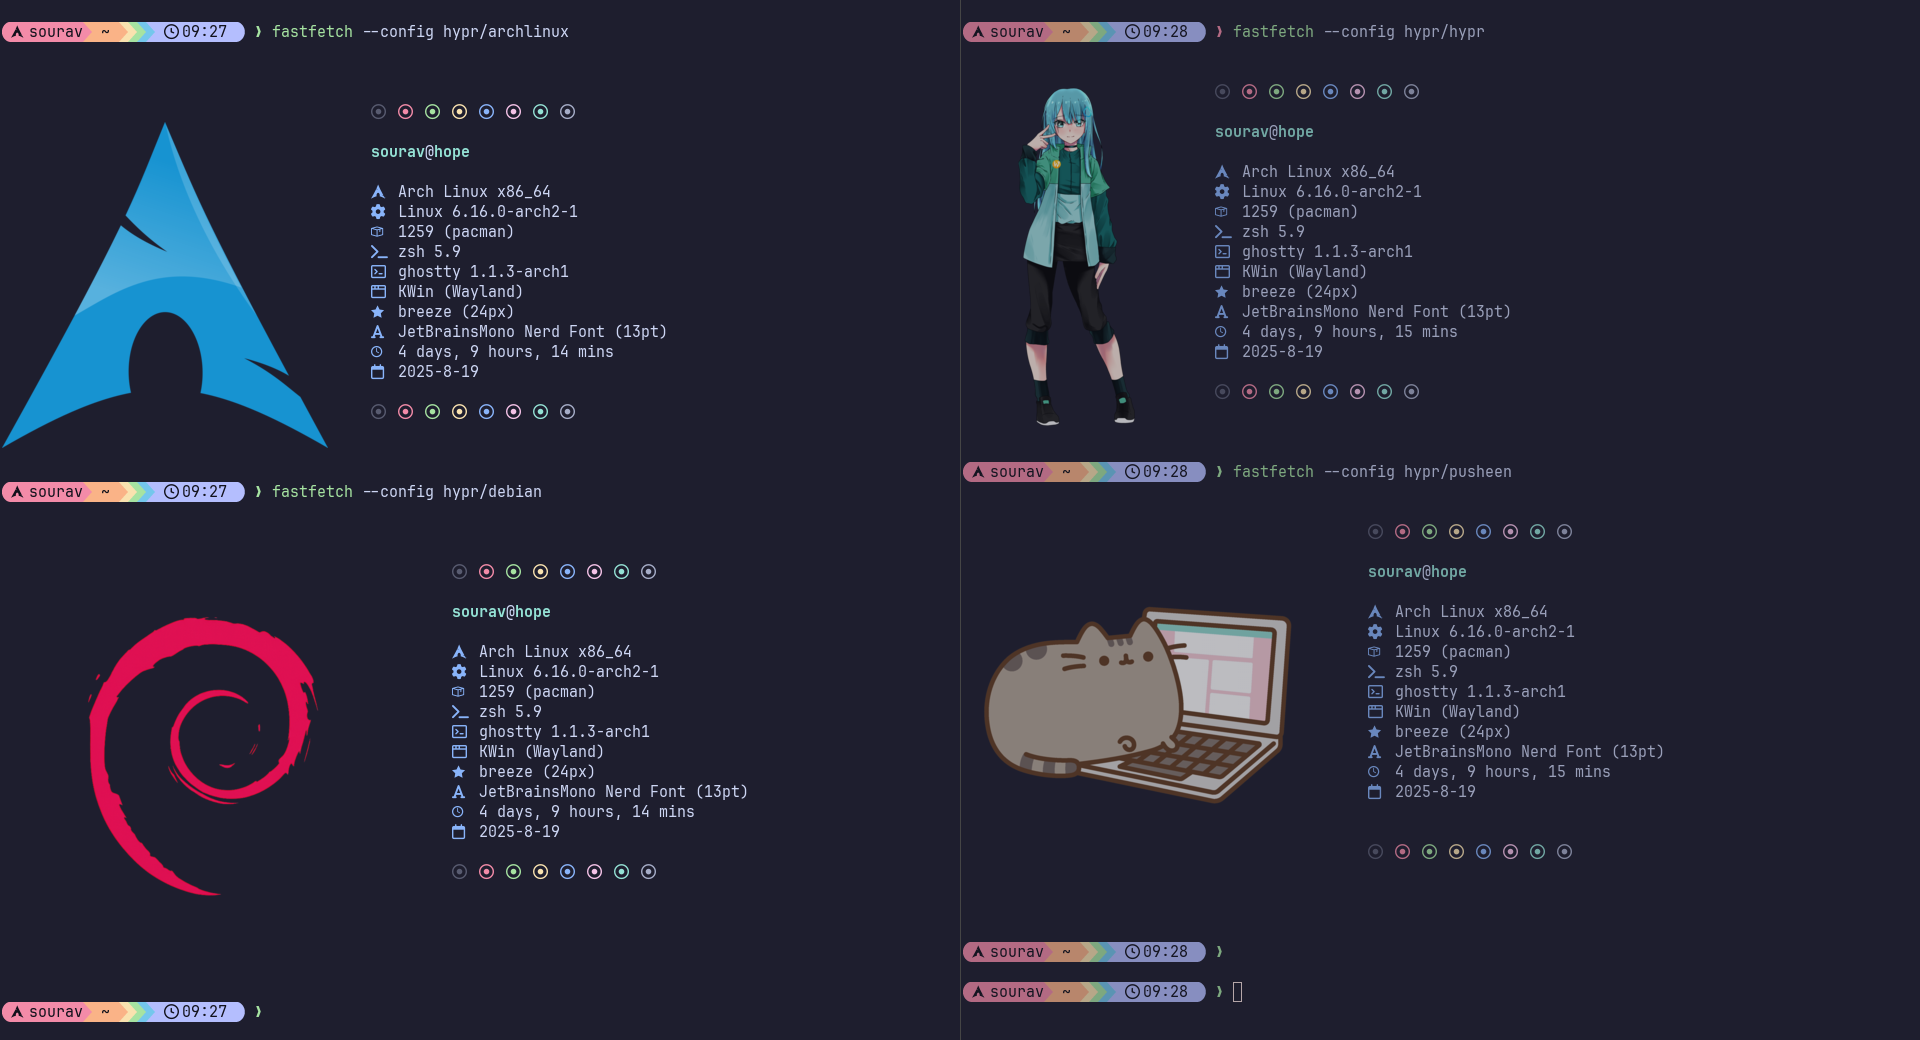 sourav ~ 09:27 ❯ fastfetch --config hypr/archlinux
sourav@hope
Arch Linux x86_64
Linux 6.16.0-arch2-1
1259 (pacman)
zsh 5.9
ghostty 1.1.3-arch1
KWin (Wayland)
breeze (24px)
JetBrainsMono Nerd Font (13pt)
4 days, 9 hours, 14 mins
2025-8-19
sourav ~ 09:27 ❯ fastfetch --config hypr/debian
sourav@hope
Arch Linux x86_64
Linux 6.16.0-arch2-1
1259 (pacman)
zsh 5.9
ghostty 1.1.3-arch1
KWin (Wayland)
breeze (24px)
JetBrainsMono Nerd Font (13pt)
4 days, 9 hours, 14 mins
2025-8-19
sourav ~ 09:27 ❯
sourav ~ 09:28 ❯ fastfetch --config hypr/hypr
sourav@hope
Arch Linux x86_64
Linux 6.16.0-arch2-1
1259 (pacman)
zsh 5.9
ghostty 1.1.3-arch1
KWin (Wayland)
breeze (24px)
JetBrainsMono Nerd Font (13pt)
4 days, 9 hours, 15 mins
2025-8-19
sourav ~ 09:28 ❯ fastfetch --config hypr/pusheen
sourav@hope
Arch Linux x86_64
Linux 6.16.0-arch2-1
1259 (pacman)
zsh 5.9
ghostty 1.1.3-arch1
KWin (Wayland)
breeze (24px)
JetBrainsMono Nerd Font (13pt)
4 days, 9 hours, 15 mins
2025-8-19
sourav ~ 09:28 ❯
sourav ~ 09:28 ❯